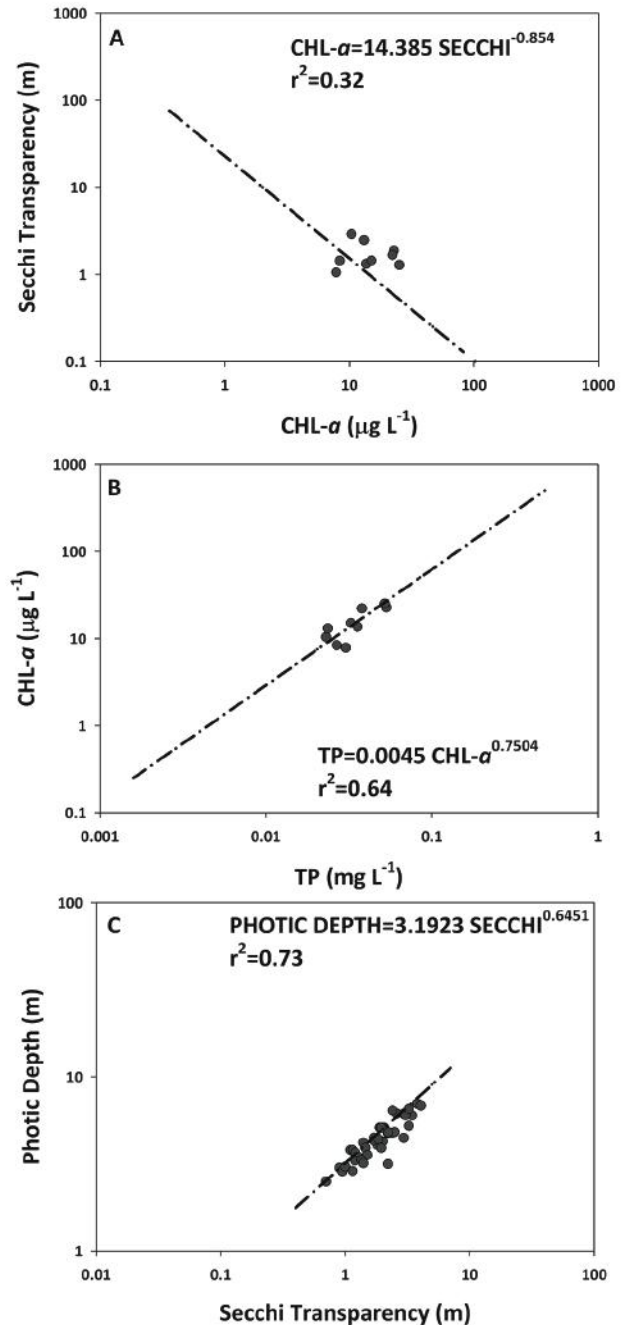 A
CHL-a=14.385 SECCHI^-0.854
r²=0.32
1000
100
10
1
0.1
Secchi Transparency (m)
0.1 1 10 100 1000
CHL-a (μg L⁻¹)
B
1000
100
10
1
0.1
CHL-a (μg L⁻¹)
TP=0.0045 CHL-a^0.7504
r²=0.64
0.001 0.01 0.1 1
TP (mg L⁻¹)
C
PHOTIC DEPTH=3.1923 SECCHI^0.6451
r²=0.73
100
10
1
Photic Depth (m)
0.01 0.1 1 10 100
Secchi Transparency (m)